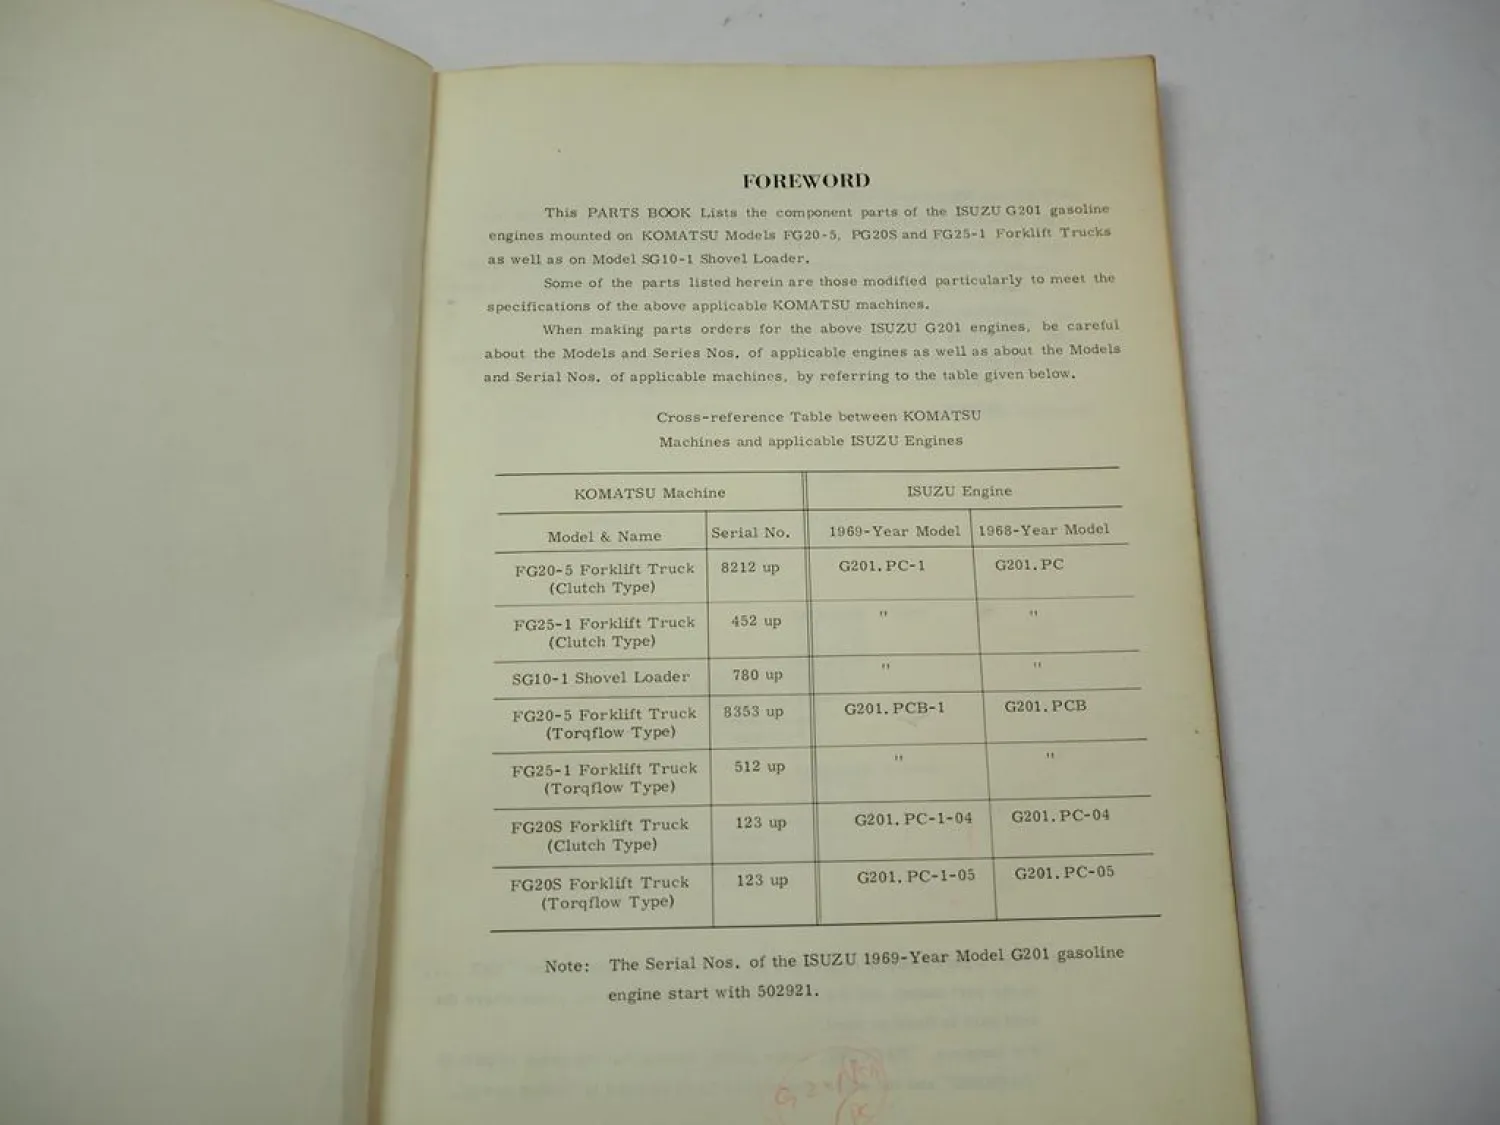 FOREWORD
This PARTS BOOK Lists the component parts of the ISUZU G201 gasoline
engines mounted on KOMATSU Models FG20-5, PG20S and FG25-1 Forklift Trucks
as well as on Model SG10-1 Shovel Loader.
Some of the parts listed herein are those modified particularly to meet the
specifications of the above applicable KOMATSU machines.
When making parts orders for the above ISUZU G201 engines, be careful
about the Models and Series Nos. of applicable engines as well as about the Models
and Serial Nos. of applicable machines, by referring to the table given below.
Cross-reference Table between KOMATSU
Machines and applicable ISUZU Engines
KOMATSU Machine ISUZU Engine
Model & Name Serial No. 1969-Year Model 1968-Year Model
FG20-5 Forklift Truck 8212 up G201.PC-1 G201.PC
(Clutch Type)
FG25-1 Forklift Truck 452 up " "
(Clutch Type)
SG10-1 Shovel Loader 780 up " "
FG20-5 Forklift Truck 8353 up G201.PCB-1 G201.PCB
(Torqflow Type)
FG25-1 Forklift Truck 512 up " "
(Torqflow Type)
FG20S Forklift Truck 123 up G201.PC-1-04 G201.PC-04
(Clutch Type)
FG20S Forklift Truck 123 up G201.PC-1-05 G201.PC-05
(Torqflow Type)
Note: The Serial Nos. of the ISUZU 1969-Year Model G201 gasoline
engine start with 502921.